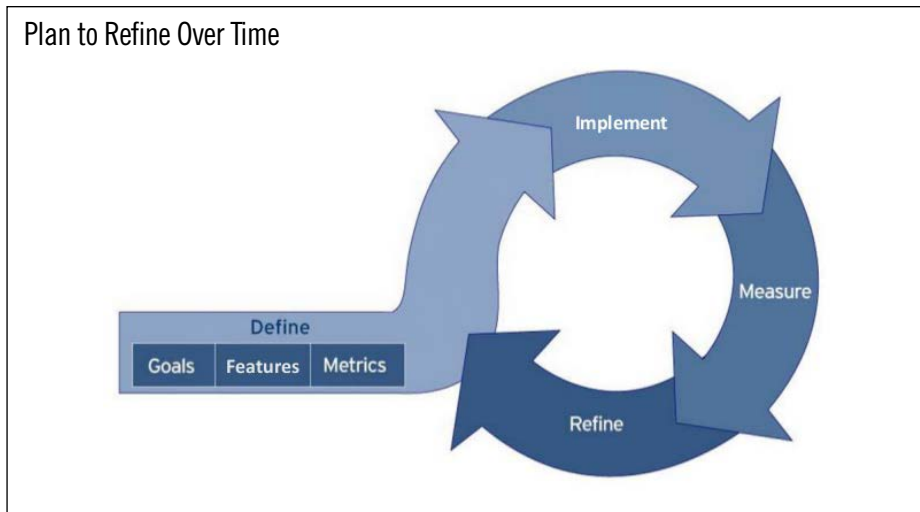 Plan to Refine Over Time
Implement
Measure
Define
Goals Features Metrics
Refine